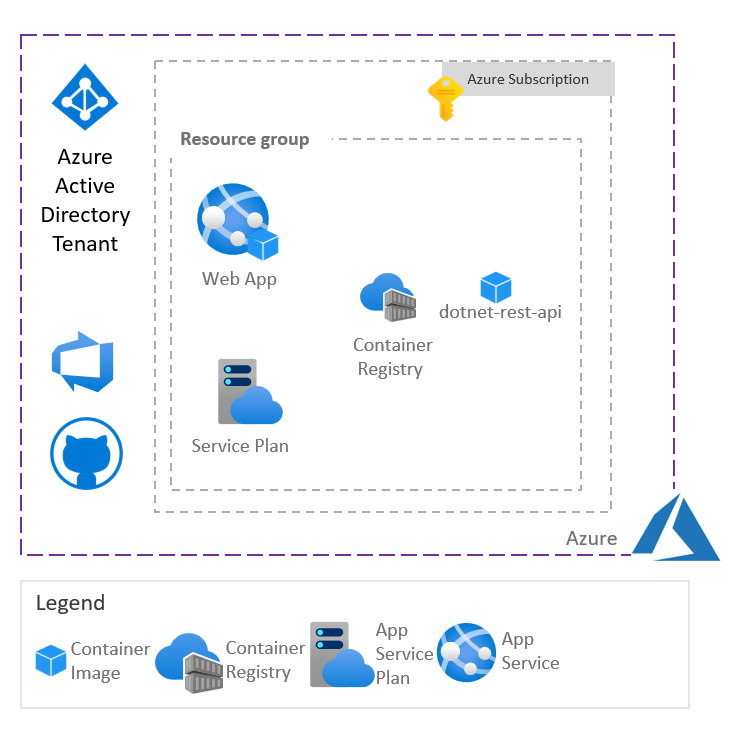 Azure Subscription
Azure
Active
Directory
Tenant
Resource group
Web App
dotnet-rest-api
Container
Registry
Service Plan
Azure
Legend
Container
Image
Container
Registry
App
Service
Plan
App
Service